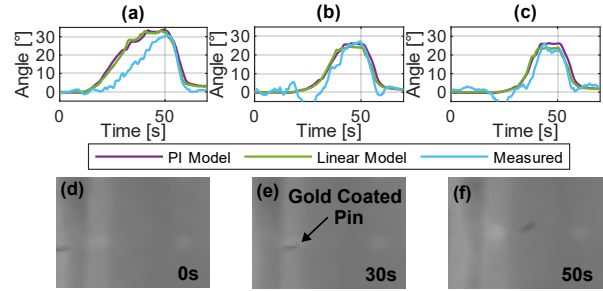 (a) (b) (c)
Angle [°] 30 20 10 0 0 50 Time [s]
Angle [°] 30 20 10 0 0 50 Time [s]
Angle [°] 30 20 10 0 0 50 Time [s]
PI Model Linear Model Measured
(d) 0s
(e) Gold Coated
Pin
30s
(f) 50s